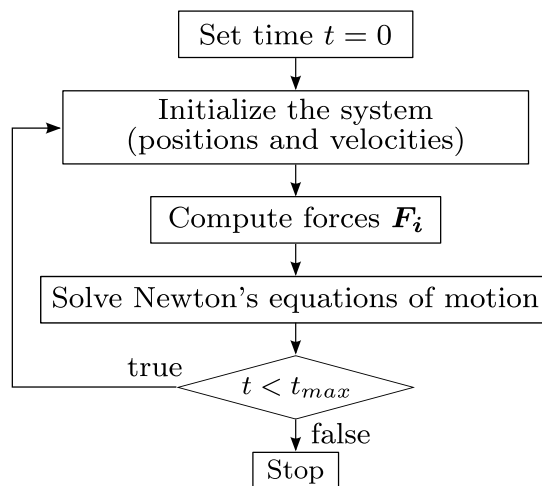 Set time t = 0
Initialize the system
(positions and velocities)
Compute forces F_i
Solve Newton's equations of motion
true
t < t_max
false
Stop